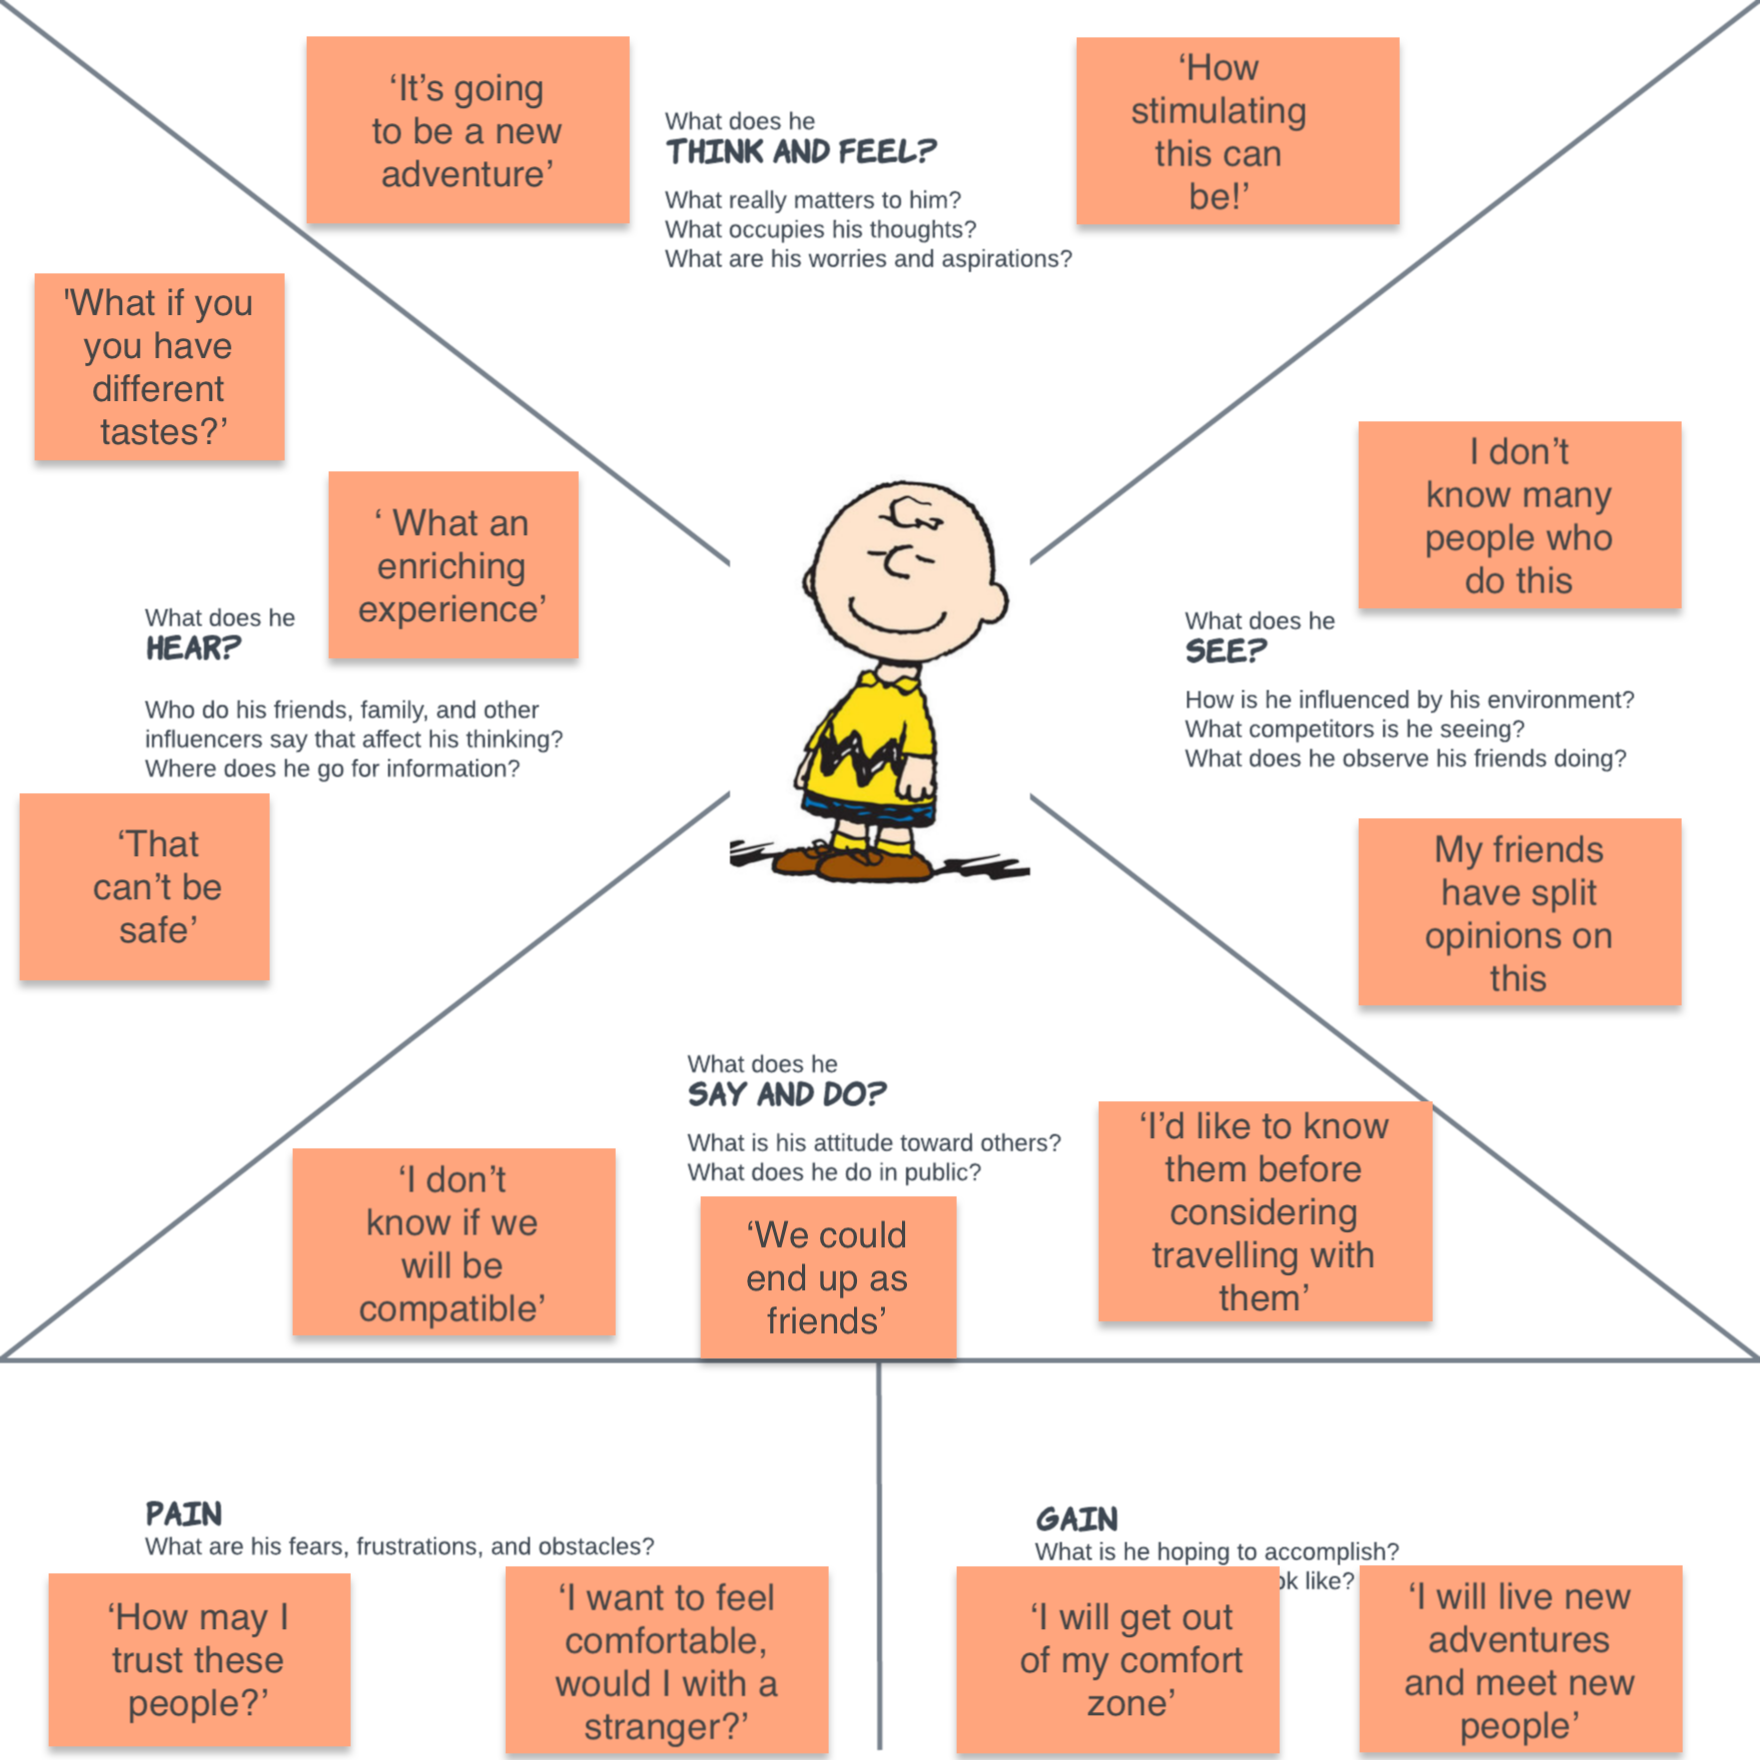 ‘It’s going
to be a new
adventure’
What does he
THINK AND FEEL?
What really matters to him?
What occupies his thoughts?
What are his worries and aspirations?
‘How
stimulating
this can
be!’
'What if you
you have
different
tastes?’
‘ What an
enriching
experience’
What does he
HEAR?
Who do his friends, family, and other
influencers say that affect his thinking?
Where does he go for information?
‘That
can’t be
safe’
I don’t
know many
people who
do this
What does he
SEE?
How is he influenced by his environment?
What competitors is he seeing?
What does he observe his friends doing?
My friends
have split
opinions on
this
What does he
SAY AND DO?
What is his attitude toward others?
What does he do in public?
‘I don’t
know if we
will be
compatible’
‘We could
end up as
friends’
‘I’d like to know
them before
considering
travelling with
them’
PAIN
What are his fears, frustrations, and obstacles?
‘How may I
trust these
people?’
‘I want to feel
comfortable,
would I with a
stranger?’
GAIN
What is he hoping to accomplish?
like?
‘I will get out
of my comfort
zone’
‘I will live new
adventures
and meet new
people’